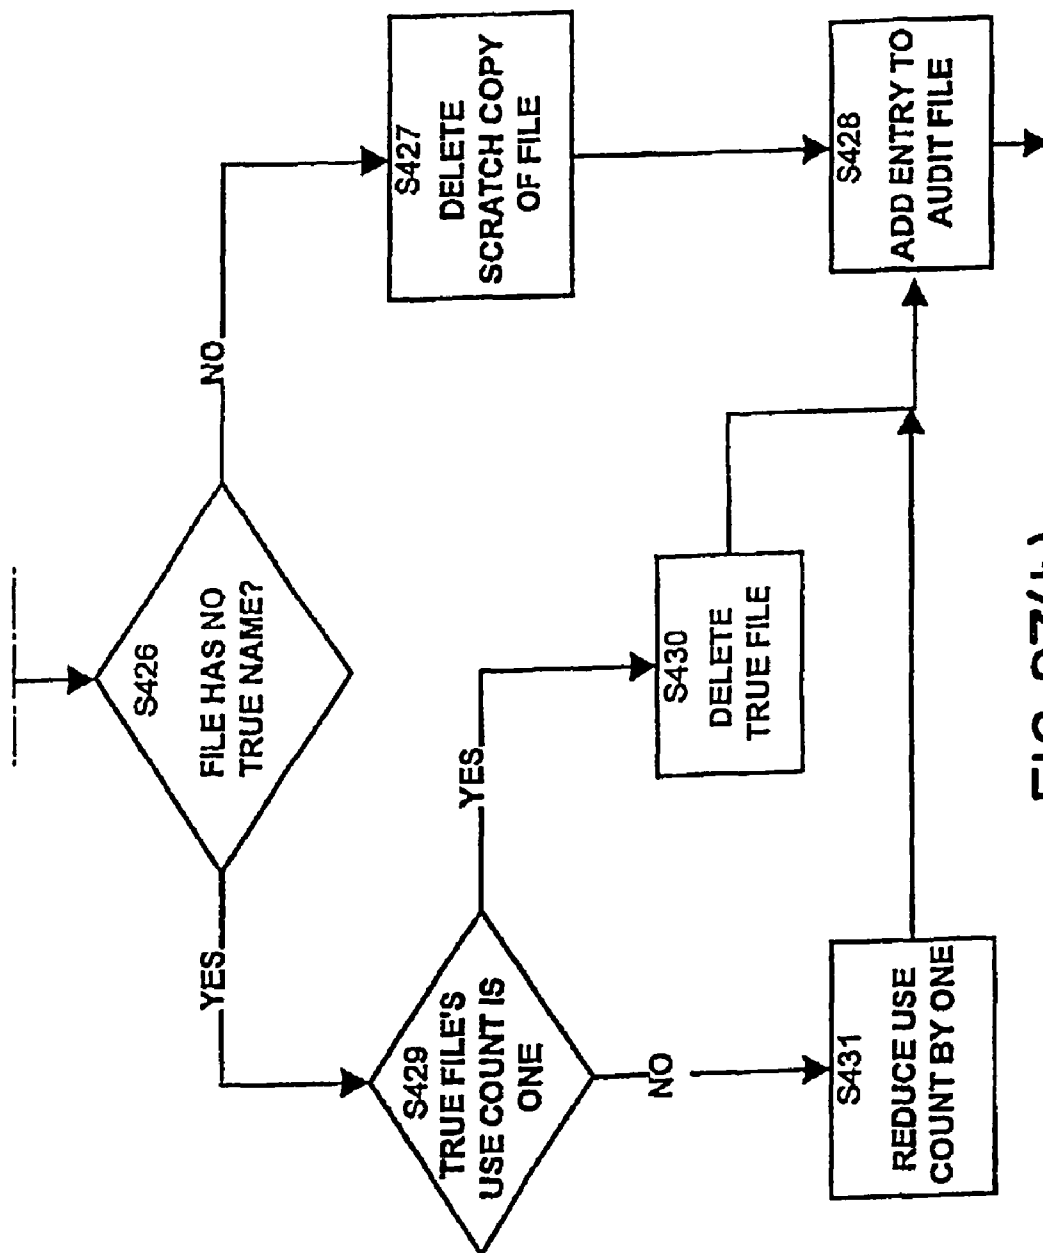 S426
FILE HAS NO
TRUE NAME?
YES
NO
S429
TRUE FILE'S
USE COUNT IS
ONE
YES
NO
S430
DELETE
TRUE FILE
S427
DELETE
SCRATCH COPY
OF FILE
S431
REDUCE USE
COUNT BY ONE
S428
ADD ENTRY TO
AUDIT FILE